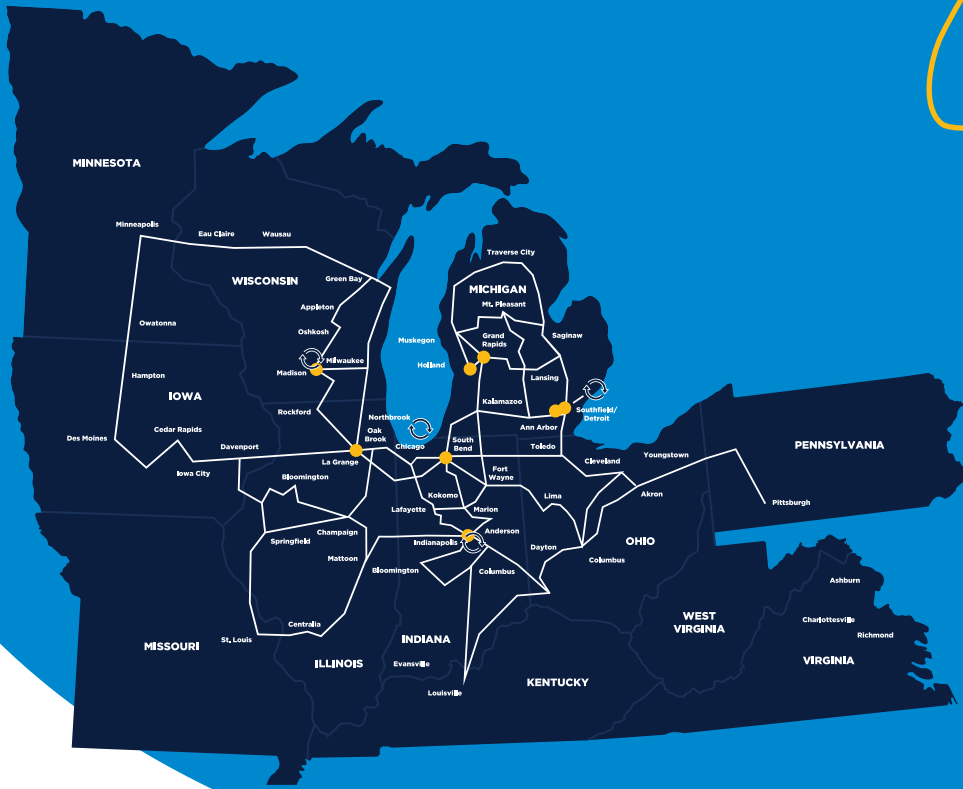 MINNESOTA
Minneapolis
Eau Claire
Wausau
WISCONSIN
Green Bay
Appleton
Oshkosh
Owatonna
Milwaukee
Madison
Hampton
IOWA
Rockford
Des Moines
Cedar Rapids
Iowa City
Davenport
Traverse City
MICHIGAN
Mt. Pleasant
Muskegon
Grand
Rapids
Saginaw
Holland
Lansing
Kalamazoo
Southfield/
Detroit
Ann Arbor
Toledo
Northbrook
Oak
Brook
Chicago
La Grange
South
Bend
Fort
Wayne
Bloomington
Kokomo
Lafayette
Marion
Lima
Cleveland
Youngstown
Akron
PENNSYLVANIA
Pittsburgh
Champaign
Springfield
Mattoon
Indianapolis
Anderson
Bloomington
Columbus
Dayton
OHIO
Columbus
Centralia
St. Louis
MISSOURI
ILLINOIS
INDIANA
Evansville
Louisville
KENTUCKY
WEST
VIRGINIA
Ashburn
Charlottesville
Richmond
VIRGINIA